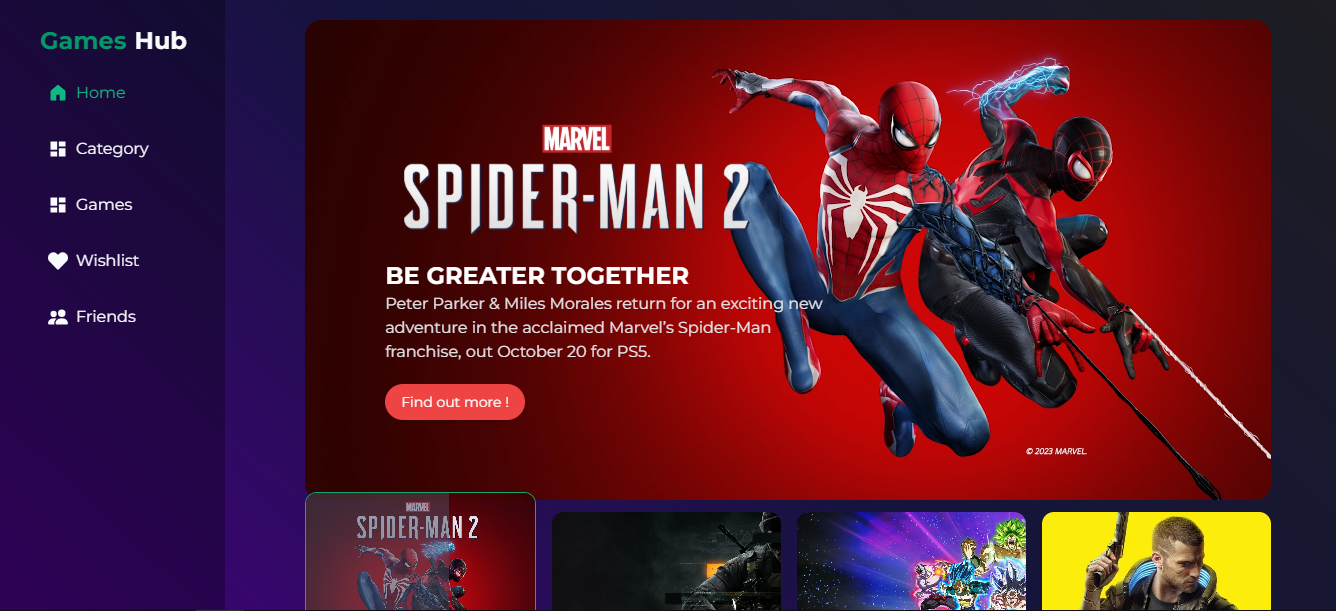 Games Hub
Home
Category
Games
Wishlist
Friends
MARVEL
SPIDER-MAN 2
BE GREATER TOGETHER
Peter Parker & Miles Morales return for an exciting new
adventure in the acclaimed Marvel’s Spider-Man
franchise, out October 20 for PS5.
Find out more !
© 2023 MARVEL.
MARVEL
SPIDER-MAN 2